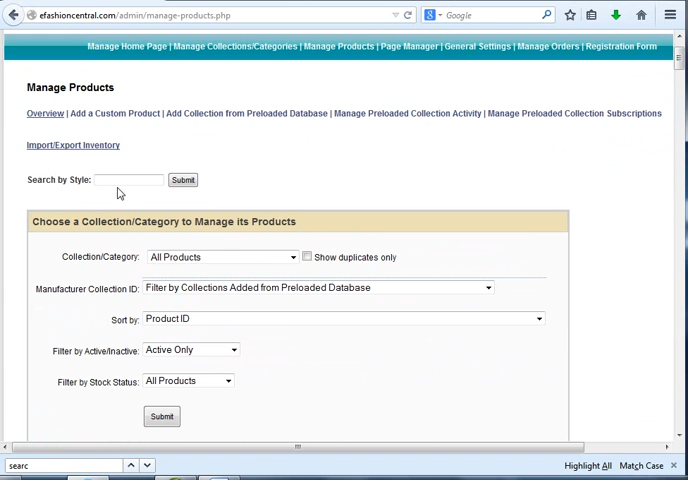 efashioncentral.com/admin/manage-products.php
Google
Manage Home Page | Manage Collections/Categories | Manage Products | Page Manager | General Settings | Manage Orders | Registration Form
Manage Products
Overview | Add a Custom Product | Add Collection from Preloaded Database | Manage Preloaded Collection Activity | Manage Preloaded Collection Subscriptions
Import/Export Inventory
Search by Style: Submit
Choose a Collection/Category to Manage its Products
Collection/Category: All Products Show duplicates only
Manufacturer Collection ID: Filter by Collections Added from Preloaded Database
Sort by: Product ID
Filter by Active/Inactive: Active Only
Filter by Stock Status: All Products
Submit
searc Highlight All Match Case